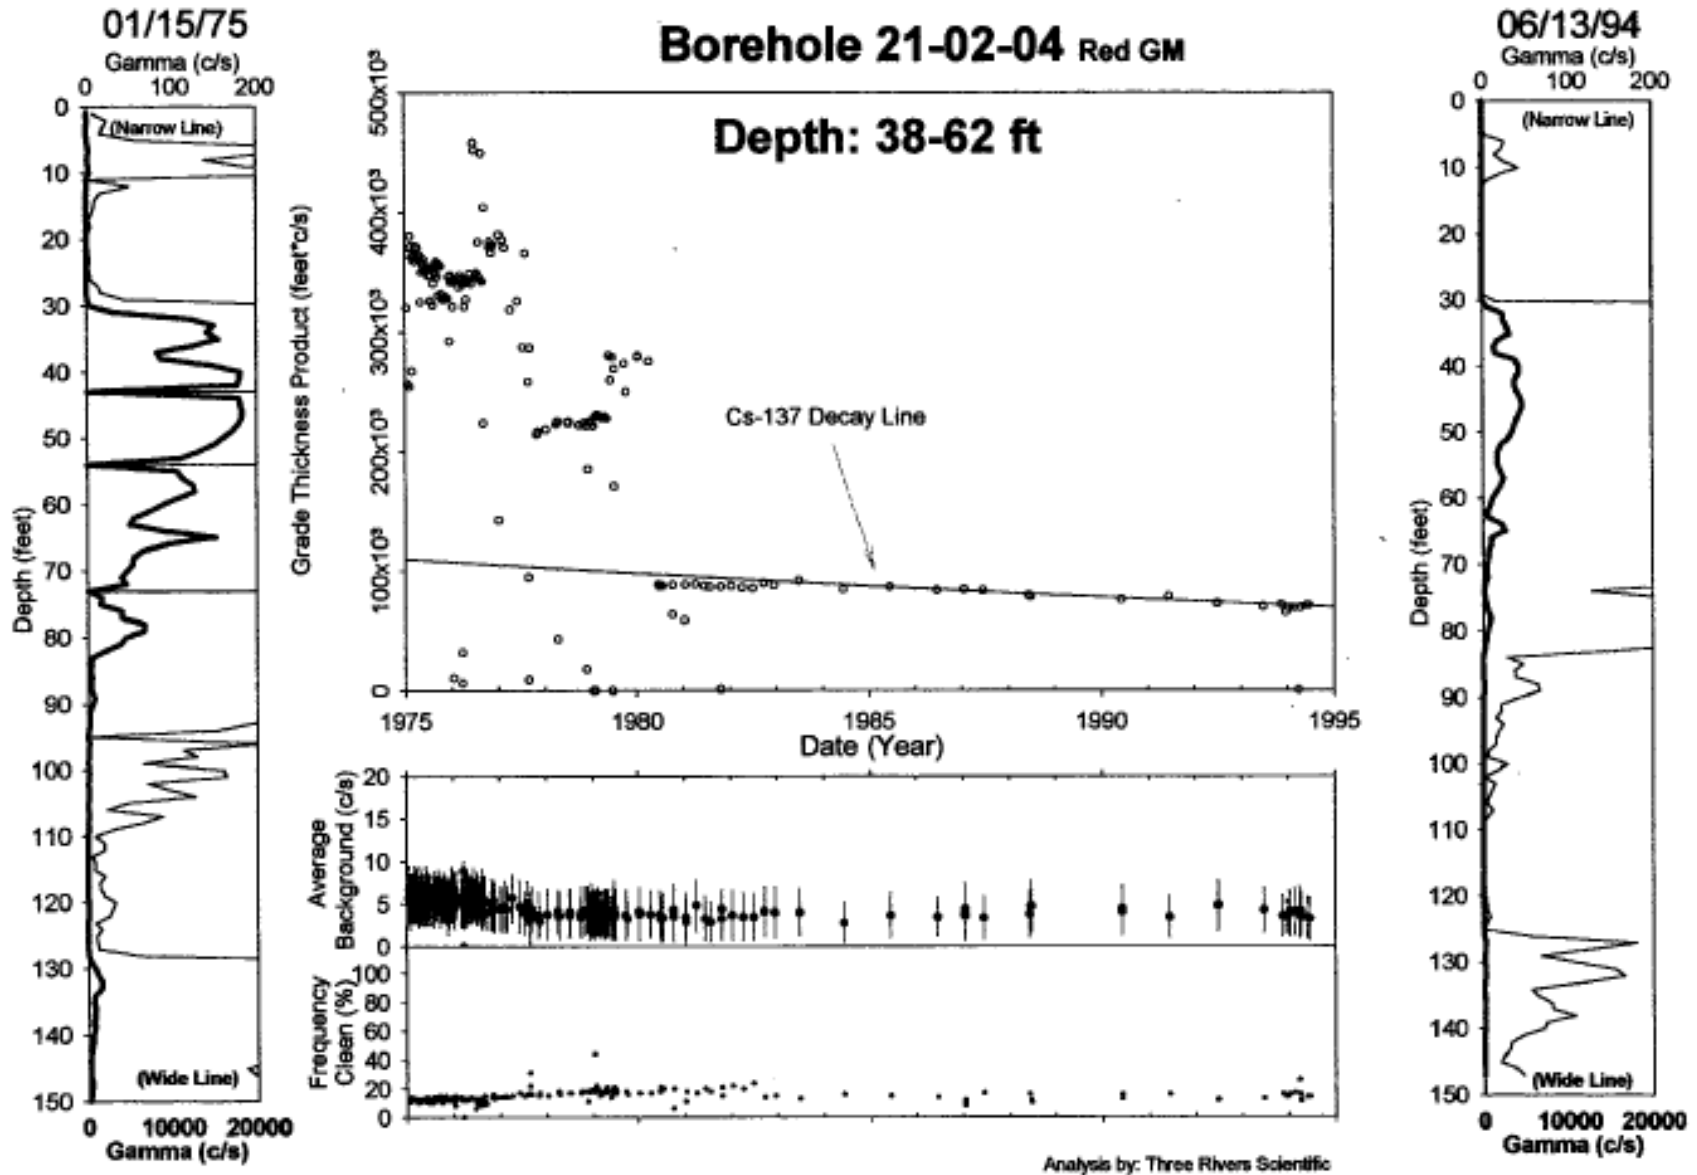 01/15/75
Gamma (c/s)
0 100 200
(Narrow Line)
0
10
20
30
40
50
60
70
80
90
100
110
120
130
140
150
Depth (feet)
(Wide Line)
0 10000 20000
Gamma (c/s)
Borehole 21-02-04 Red GM
Depth: 38-62 ft
Grade Thickness Product (feet*c/s)
500x10³
400x10³
300x10³
200x10³
100x10³
0
Cs-137 Decay Line
1975 1980 1985 1990 1995
Date (Year)
Average
Background (c/s)
20
15
10
5
0
Frequency
Cleen (%)
100
80
60
40
20
0
Analysis by: Three Rivers Scientific
06/13/94
Gamma (c/s)
0 100 200
(Narrow Line)
0
10
20
30
40
50
60
70
80
90
100
110
120
130
140
150
Depth (feet)
(Wide Line)
0 10000 20000
Gamma (c/s)